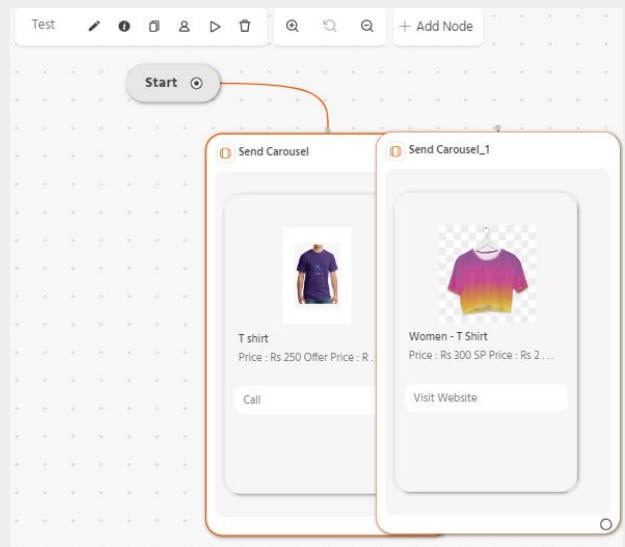 Test
+ Add Node
Start
Send Carousel
Send Carousel_1
T shirt
Price : Rs 250 Offer Price : R .
Call
Women - T Shirt
Price : Rs 300 SP Price : Rs 2 ...
Visit Website